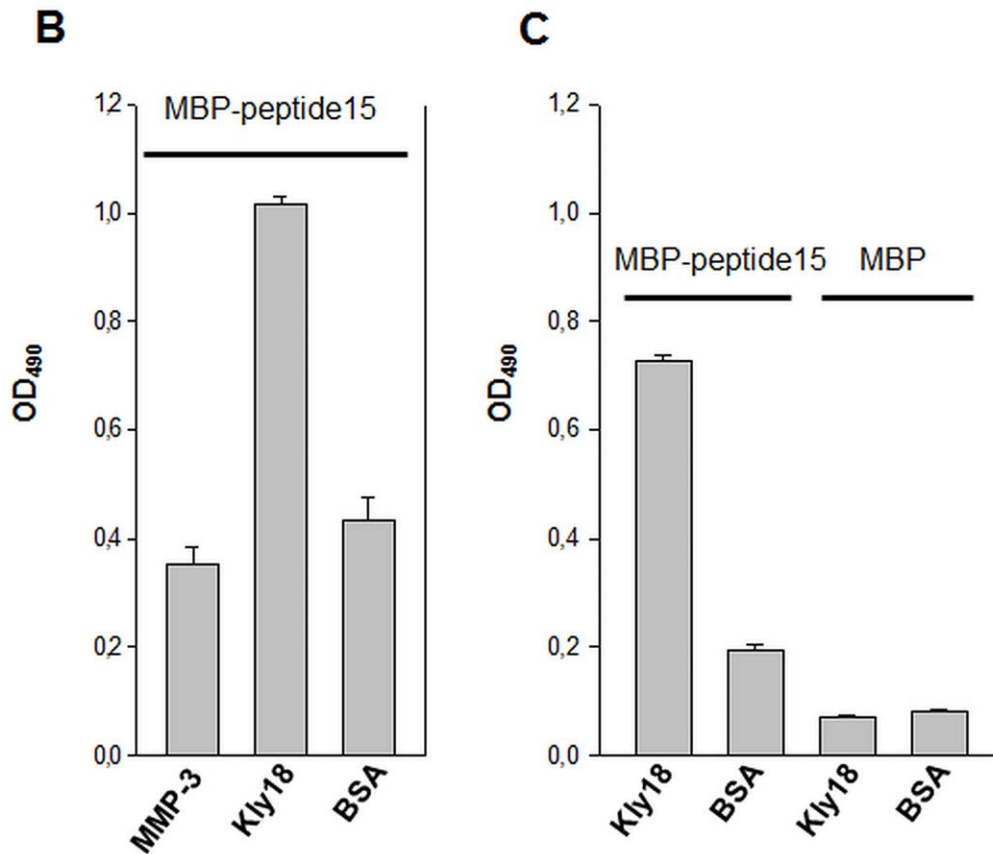 B
MBP-peptide15
1,2
1,0
0,8
0,6
0,4
0,2
0,0
OD490
MMP-3
Kly18
BSA
C
1,2
1,0
0,8
0,6
0,4
0,2
0,0
OD490
MBP-peptide15 MBP
Kly18
BSA
Kly18
BSA